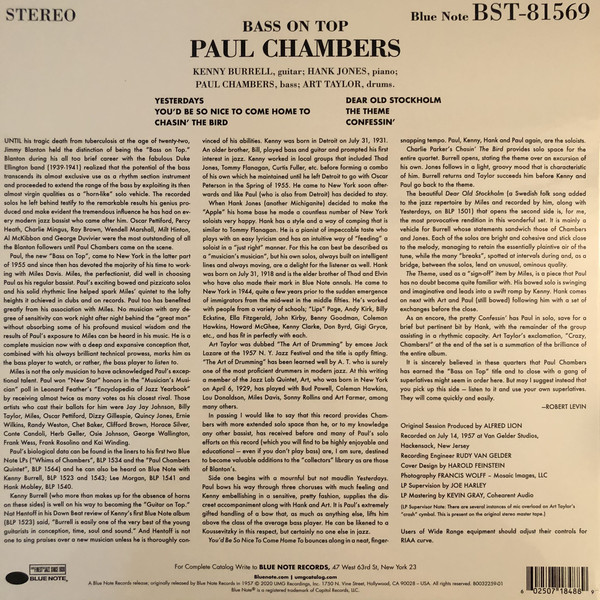 STEREO
BASS ON TOP
Blue Note BST-81569
PAUL CHAMBERS
KENNY BURRELL, guitar; HANK JONES, piano;
PAUL CHAMBERS, bass; ART TAYLOR, drums.
YESTERDAYS
YOU'D BE SO NICE TO COME HOME TO
CHASIN' THE BIRD
DEAR OLD STOCKHOLM
THE THEME
CONFESSIN'
UNTIL his tragic death from tuberculosis at the age of twenty-two,
Jimmy Blanton held the distinction of being the "Bass on Top."
Blanton during his all too brief career with the fabulous Duke
Ellington band (1939-1941) realized that the potential of the bass
transcends its almost exclusive use as a rhythm section instrument
and proceeded to expand the range of the bass by exploiting its then
almost virgin qualities as a "horn-like" solo vehicle. The recorded
solos he left behind testify to the remarkable results his genius pro-
duced and make evident the tremendous influence he has had on ev-
ery modern jazz bassist who came after him. Oscar Pettiford, Percy
Heath, Charlie Mingus, Ray Brown, Wendell Marshall, Milt Hinton,
Al McKibbon and George Duvivier were the most outstanding of all
the Blanton followers until Paul Chambers came on the scene.
Paul, the new "Bass on Top", came to New York in the latter part
of 1955 and since then has devoted the majority of his time to work-
ing with Miles Davis. Miles, the perfectionist, did well in choosing
Paul as his regular bassist. Paul's exciting bowed and pizzicato solos
and his solid rhythmic line helped spark Miles' quintet to the lofty
heights it achieved in clubs and on records. Paul too has benefited
greatly from his association with Miles. No musician with any de-
gree of sensitivity can work night after night behind the "great man"
without absorbing some of his profound musical wisdom and the
results of Paul's exposure to Miles can be heard in his music. He is a
complete musician now with a deep and expansive conception that,
combined with his always brilliant technical prowess, marks him as
the bass player to watch, or rather, the bass player to listen to.
Miles is not the only musician to have acknowledged Paul's excep-
tional talent. Paul won "New Star" honors in the "Musician's Musi-
cian" poll in Leonard Feather's "Encyclopedia of Jazz Yearbook"
by receiving almost twice as many votes as his closest rival. Those
artists who cast their ballots for him were Jay Jay Johnson, Billy
Taylor, Miles, Oscar Pettiford, Dizzy Gillespie, Quincy Jones, Ernie
Wilkins, Randy Weston, Chet Baker, Clifford Brown, Horace Silver,
Conte Candoli, Herb Geller, Osie Johnson, George Wallington,
Frank Wess, Frank Rosolino and Kai Winding.
Paul's biological data can be found in the liners to his first two Blue
Note LPs ("Whims of Chambers", BLP 1534 and the "Paul Chambers
Quintet", BLP 1564) and he can also be heard on Blue Note with
Kenny Burrell, BLP 1523 and 1543; Lee Morgan, BLP 1541 and
Hank Mobley, BLP 1540.
Kenny Burrell (who more than makes up for the absence of horns
on these sides) is well on his way to becoming the "Guitar on Top."
Nat Hentoff in his Down Beat review of Kenny's first Blue Note album
(BLP 1523) said, "Burrell is easily one of the very best of the young
guitarists in conception, time, soul and sound." And Hentoff is not
one to sing praises over a new musician unless he is thoroughly con-
vinced of his abilities. Kenny was born in Detroit on July 31, 1931.
An older brother, Bill, played bass and guitar and prompted his first
interest in jazz. Kenny worked in local groups that included Thad
Jones, Tommy Flanagan, Curtis Fuller, etc. before forming a combo
of his own which he maintained until he left Detroit to go with Oscar
Peterson in the Spring of 1955. He came to New York soon after-
wards and like Paul (who is also from Detroit) has decided to stay.
When Hank Jones (another Michiganite) decided to make the
"Apple" his home base he made a countless number of New York
soloists very happy. Hank has a style and a way of comping that is
similar to Tommy Flanagan. He is a pianist of impeccable taste who
plays with an easy lyricism and has an intuitive way of "feeding" a
soloist in a "just right" manner. For this he can best be described as
a "musician's musician", but his own solos, always built on intelligent
lines and always moving, are a delight for the listener as well. Hank
was born on July 31, 1918 and is the elder brother of Thad and Elvin
who have also made their mark in Blue Note annals. He came to
New York in 1944, quite a few years prior to the sudden emergence
of immigrators from the mid-west in the middle fifties. He's worked
with people from a variety of schools; "Lips" Page, Andy Kirk, Billy
Eckstine, Ella Fitzgerald, John Kirby, Benny Goodman, Coleman
Hawkins, Howard McGhee, Kenny Clarke, Don Byrd, Gigi Gryce,
etc., and has fit in perfectly with each.
Art Taylor was dubbed "The Art of Drumming" by emcee Jack
Lazare at the 1957 N. Y. Jazz Festival and the title is aptly fitting.
"The Art of Drumming" has been learned well by A. T. who is surely
one of the most proficient drummers in modern jazz. At this writing
a member of the Jazz Lab Quintet, Art, who was born in New York
on April 6, 1929, has played with Bud Powell, Coleman Hawkins,
Lou Donaldson, Miles Davis, Sonny Rollins and Art Farmer, among
many others.
In passing I would like to say that this record provides Cham-
bers with more extended solo space than he, or to my knowledge
any other bassist, has received before and many of Paul's solo
efforts on this record (which you will find to be highly enjoyable and
educational — even if you don't play bass) are, I am sure, destined
to become valuable additions to the "collectors" library as are those
of Blanton's.
Side one begins with a mournful but not maudlin Yesterdays. Paul
bows his way through three choruses with much feeling and
Kenny embellishing in a sensitive, pretty fashion, supplies the dis-
creet accompaniment along with Hank and Art. It is Paul's extremely
gifted handling of a bow that, as much as anything else, lifts him
above the class of the average bass player. He can be likened to a
Koussevitsky in this respect, but certainly no one else in jazz.
You'd Be So Nice To Come Home To bounces along in a neat, finger-
snapping tempo. Paul, Kenny, Hank and Paul again, are the soloists.
Charlie Parker's Chasin' The Bird provides solo space for the
entire quartet. Burrell opens, stating the theme over an excursion of
his own. Jones follows in a light, groovy mood that is characteristic
of him. Burrell returns and Taylor succeeds him before Kenny and
Paul go back to the theme.
The beautiful Dear Old Stockholm (a Swedish folk song added
to the jazz repertoire by Miles and recorded by him, along with
Yesterdays, on BLP 1501) that opens the second side is, for me,
the most provocative rendition in this wonderful set. It is mainly a
vehicle for Burrell whose statements sandwich those of Chambers
and Jones. Each of the solos are bright and cohesive and stick close
to the melody, managing to retain the essentially plaintive air of the
tune, while the many "breaks", spotted at intervals during and, as a
bridge, between the solos, lend an unusual, ominous quality.
The Theme, used as a "sign-off" item by Miles, is a piece that Paul
has no doubt become quite familiar with. His bowed solo is swinging
and imaginative and leads into a swift romp by Kenny. Hank comes
on next with Art and Paul (still bowed) following him with a set of
exchanges before the close.
As an encore, the pretty Confessin' has Paul in solo, save for a
brief but pertinent bit by Hank, with the remainder of the group
assisting in a rhythmic capacity. Art Taylor's exclamation, "Crazy,
Chambers!" at the end of the set is a summation of the brilliance of
the entire album.
It is sincerely believed in these quarters that Paul Chambers
has earned the "Bass on Top" title and to close with a gang of
superlatives might seem in order here. But may I suggest instead that
you pick up this side – listen to it and use your own superlatives.
They will come quickly and easily.
—ROBERT LEVIN
Original Session Produced by ALFRED LION
Recorded on July 14, 1957 at Van Gelder Studios,
Hackensack, New Jersey
Recording Engineer RUDY VAN GELDER
Cover Design by HAROLD FEINSTEIN
Photography FRANCIS WOLFF – Mosaic Images, LLC
LP Supervision by JOE HARLEY
LP Mastering by KEVIN GRAY, Cohearent Audio
[LP Supervisor Note: There are several instances of mic overload on Art Taylor's
"crash" cymbal. This is present on the original stereo master tape.]
Users of Wide Range equipment should adjust their controls for
RIAA curve.
For Complete Catalog Write to BLUE NOTE RECORDS, 47 West 63rd St, New York 23
Bluenote.com | umgcatalog.com
A Blue Note Records release; originally released in 1957 © 2020 UMG Recordings, Inc. 1750 N. Vine Street, Hollywood, CA 90028 – USA. All rights reserved. B0032259-01
Blue Note® is a registered trademark of Capitol Records, LLC.
BLUE NOTE
6 02507 18488 9